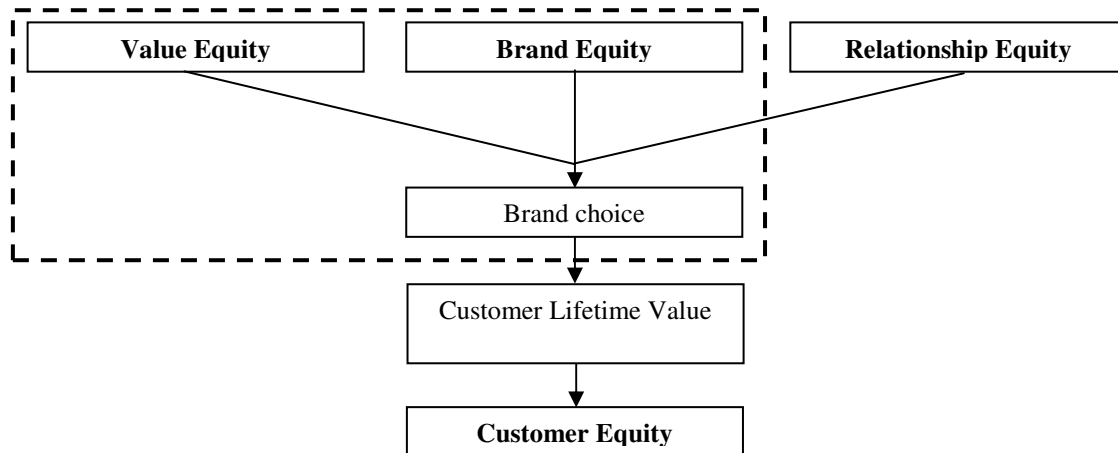 Value Equity
Brand Equity
Relationship Equity
Brand choice
Customer Lifetime Value
Customer Equity